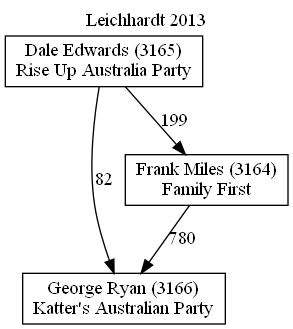 Leichhardt 2013
Dale Edwards (3165)
Rise Up Australia Party
199
Frank Miles (3164)
Family First
82
780
George Ryan (3166)
Katter's Australian Party